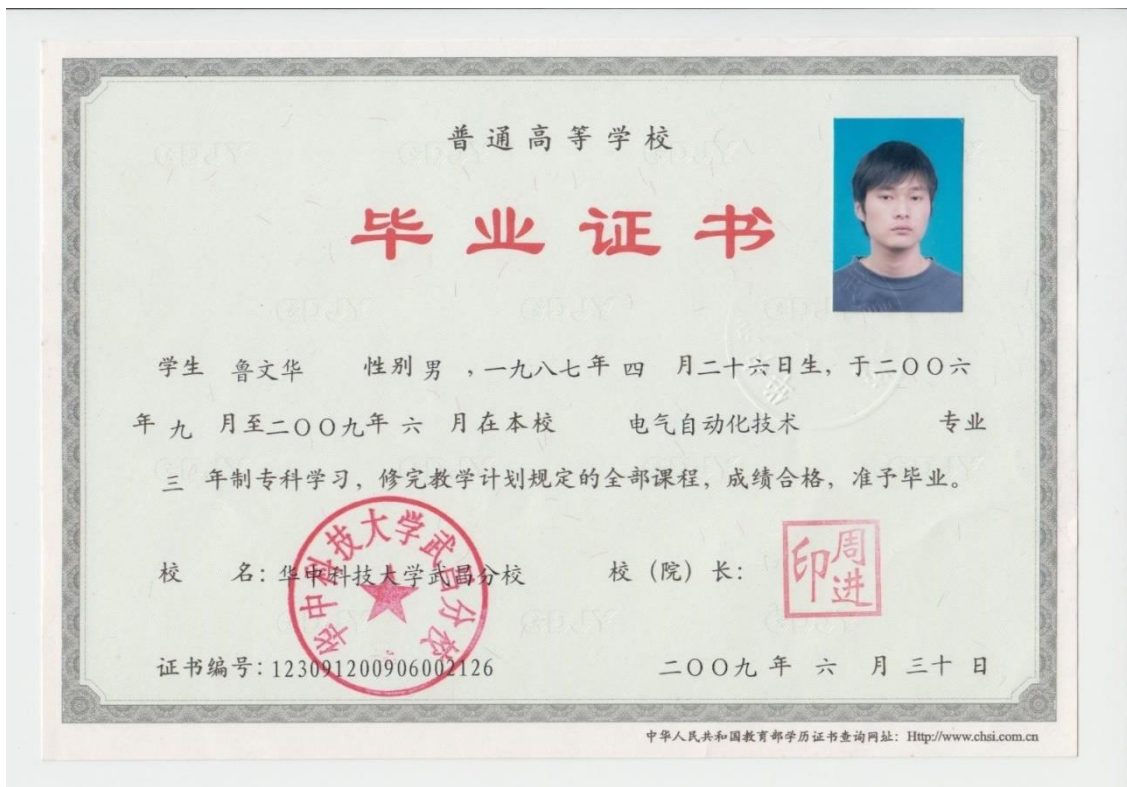 普通高等学校
毕业证书
学生 鲁文华 性别 男 ，一九八七年 四 月二十六日生，于二〇〇六
年 九 月至二〇〇九年 六 月在本校 电气自动化技术 专业
三 年制专科学习，修完教学计划规定的全部课程，成绩合格，准予毕业。
校 名：华中科技大学武昌分校 校（院）长：
华中科技大学武昌分校
周进印
证书编号：123091200906002126 二〇〇九 年 六 月 三十 日
中华人民共和国教育部学历证书查询网址：Http://www.chsi.com.cn